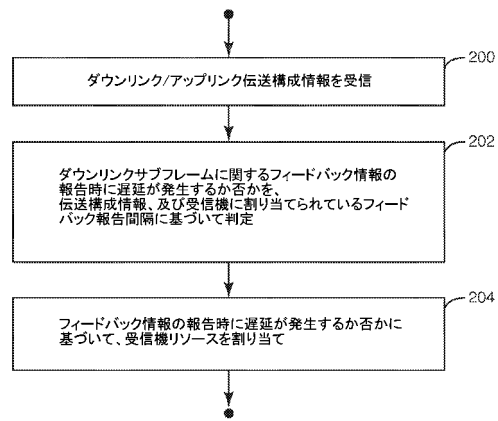 200
ダウンリンク/アップリンク伝送構成情報を受信
202
ダウンリンクサブフレームに関するフィードバック情報の
報告時に遅延が発生するか否かを、
伝送構成情報、及び受信機に割り当てられているフィード
バック報告間隔に基づいて判定
204
フィードバック情報の報告時に遅延が発生するか否かに
基づいて、受信機リソースを割り当て